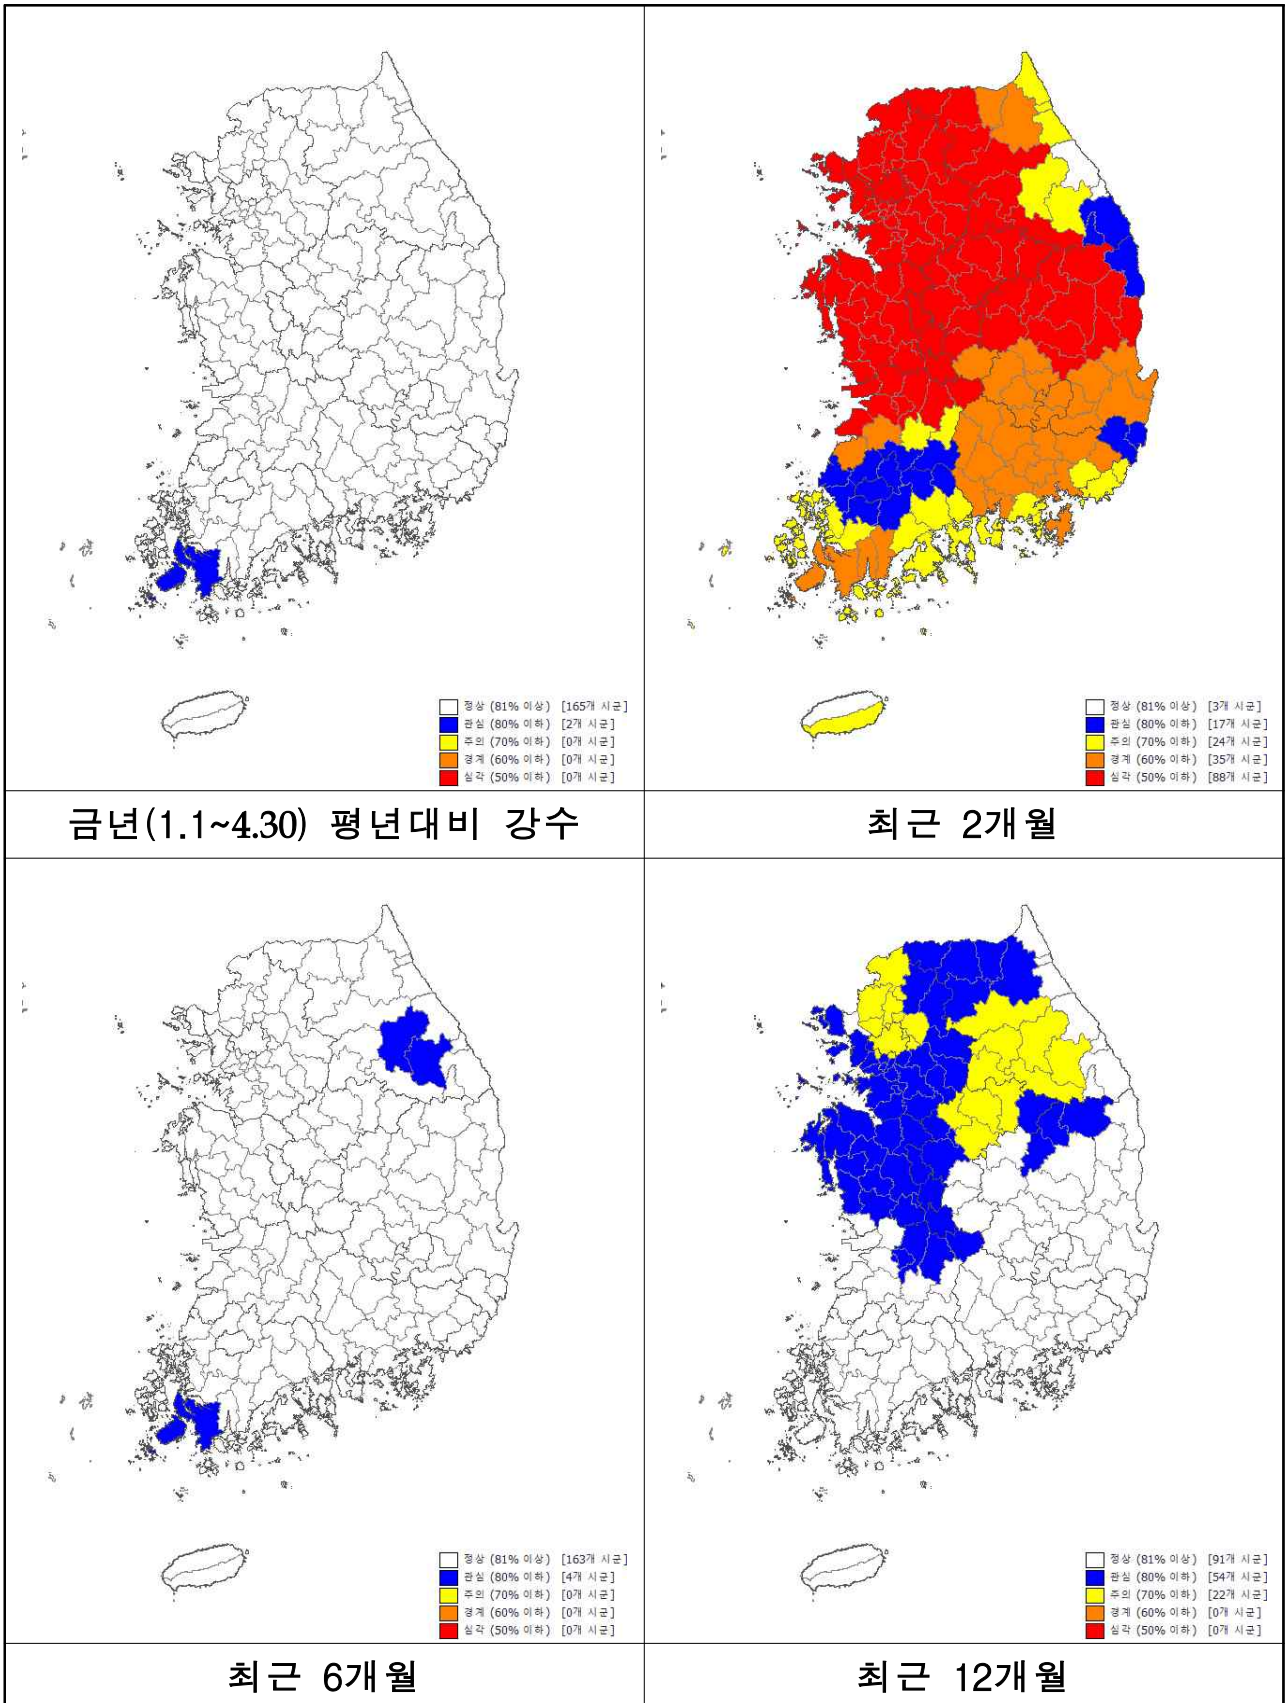 정상 (81% 이상) [165개 시군]
관심 (80% 이하) [2개 시군]
주의 (70% 이하) [0개 시군]
경계 (60% 이하) [0개 시군]
심각 (50% 이하) [0개 시군]
금년(1.1~4.30) 평년대비 강수
정상 (81% 이상) [3개 시군]
관심 (80% 이하) [17개 시군]
주의 (70% 이하) [24개 시군]
경계 (60% 이하) [35개 시군]
심각 (50% 이하) [88개 시군]
최근 2개월
정상 (81% 이상) [163개 시군]
관심 (80% 이하) [4개 시군]
주의 (70% 이하) [0개 시군]
경계 (60% 이하) [0개 시군]
심각 (50% 이하) [0개 시군]
최근 6개월
정상 (81% 이상) [91개 시군]
관심 (80% 이하) [54개 시군]
주의 (70% 이하) [22개 시군]
경계 (60% 이하) [0개 시군]
심각 (50% 이하) [0개 시군]
최근 12개월